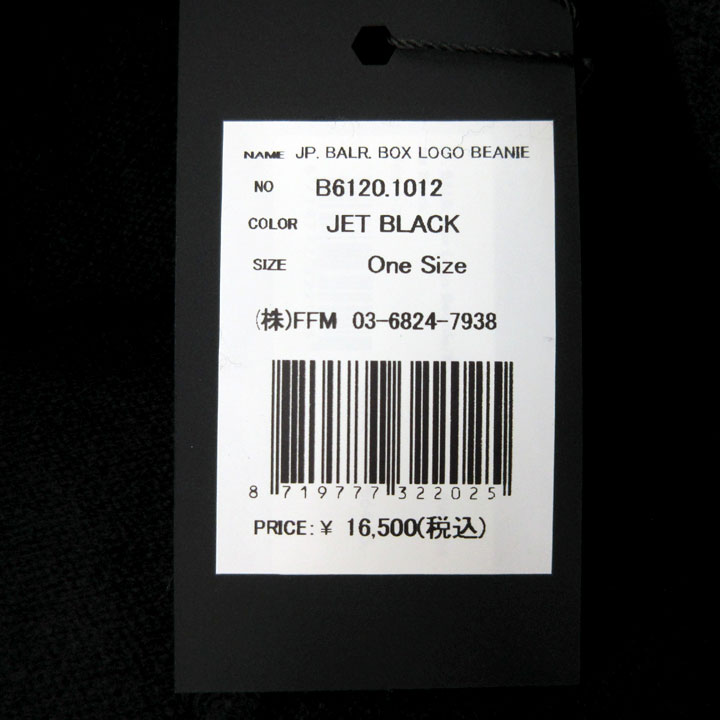 NAME JP. BALR. BOX LOGO BEANIE
NO B6120.1012
COLOR JET BLACK
SIZE One Size
(株)FFM 03-6824-7938
8 719777 322025
PRICE: ¥ 16,500(税込)